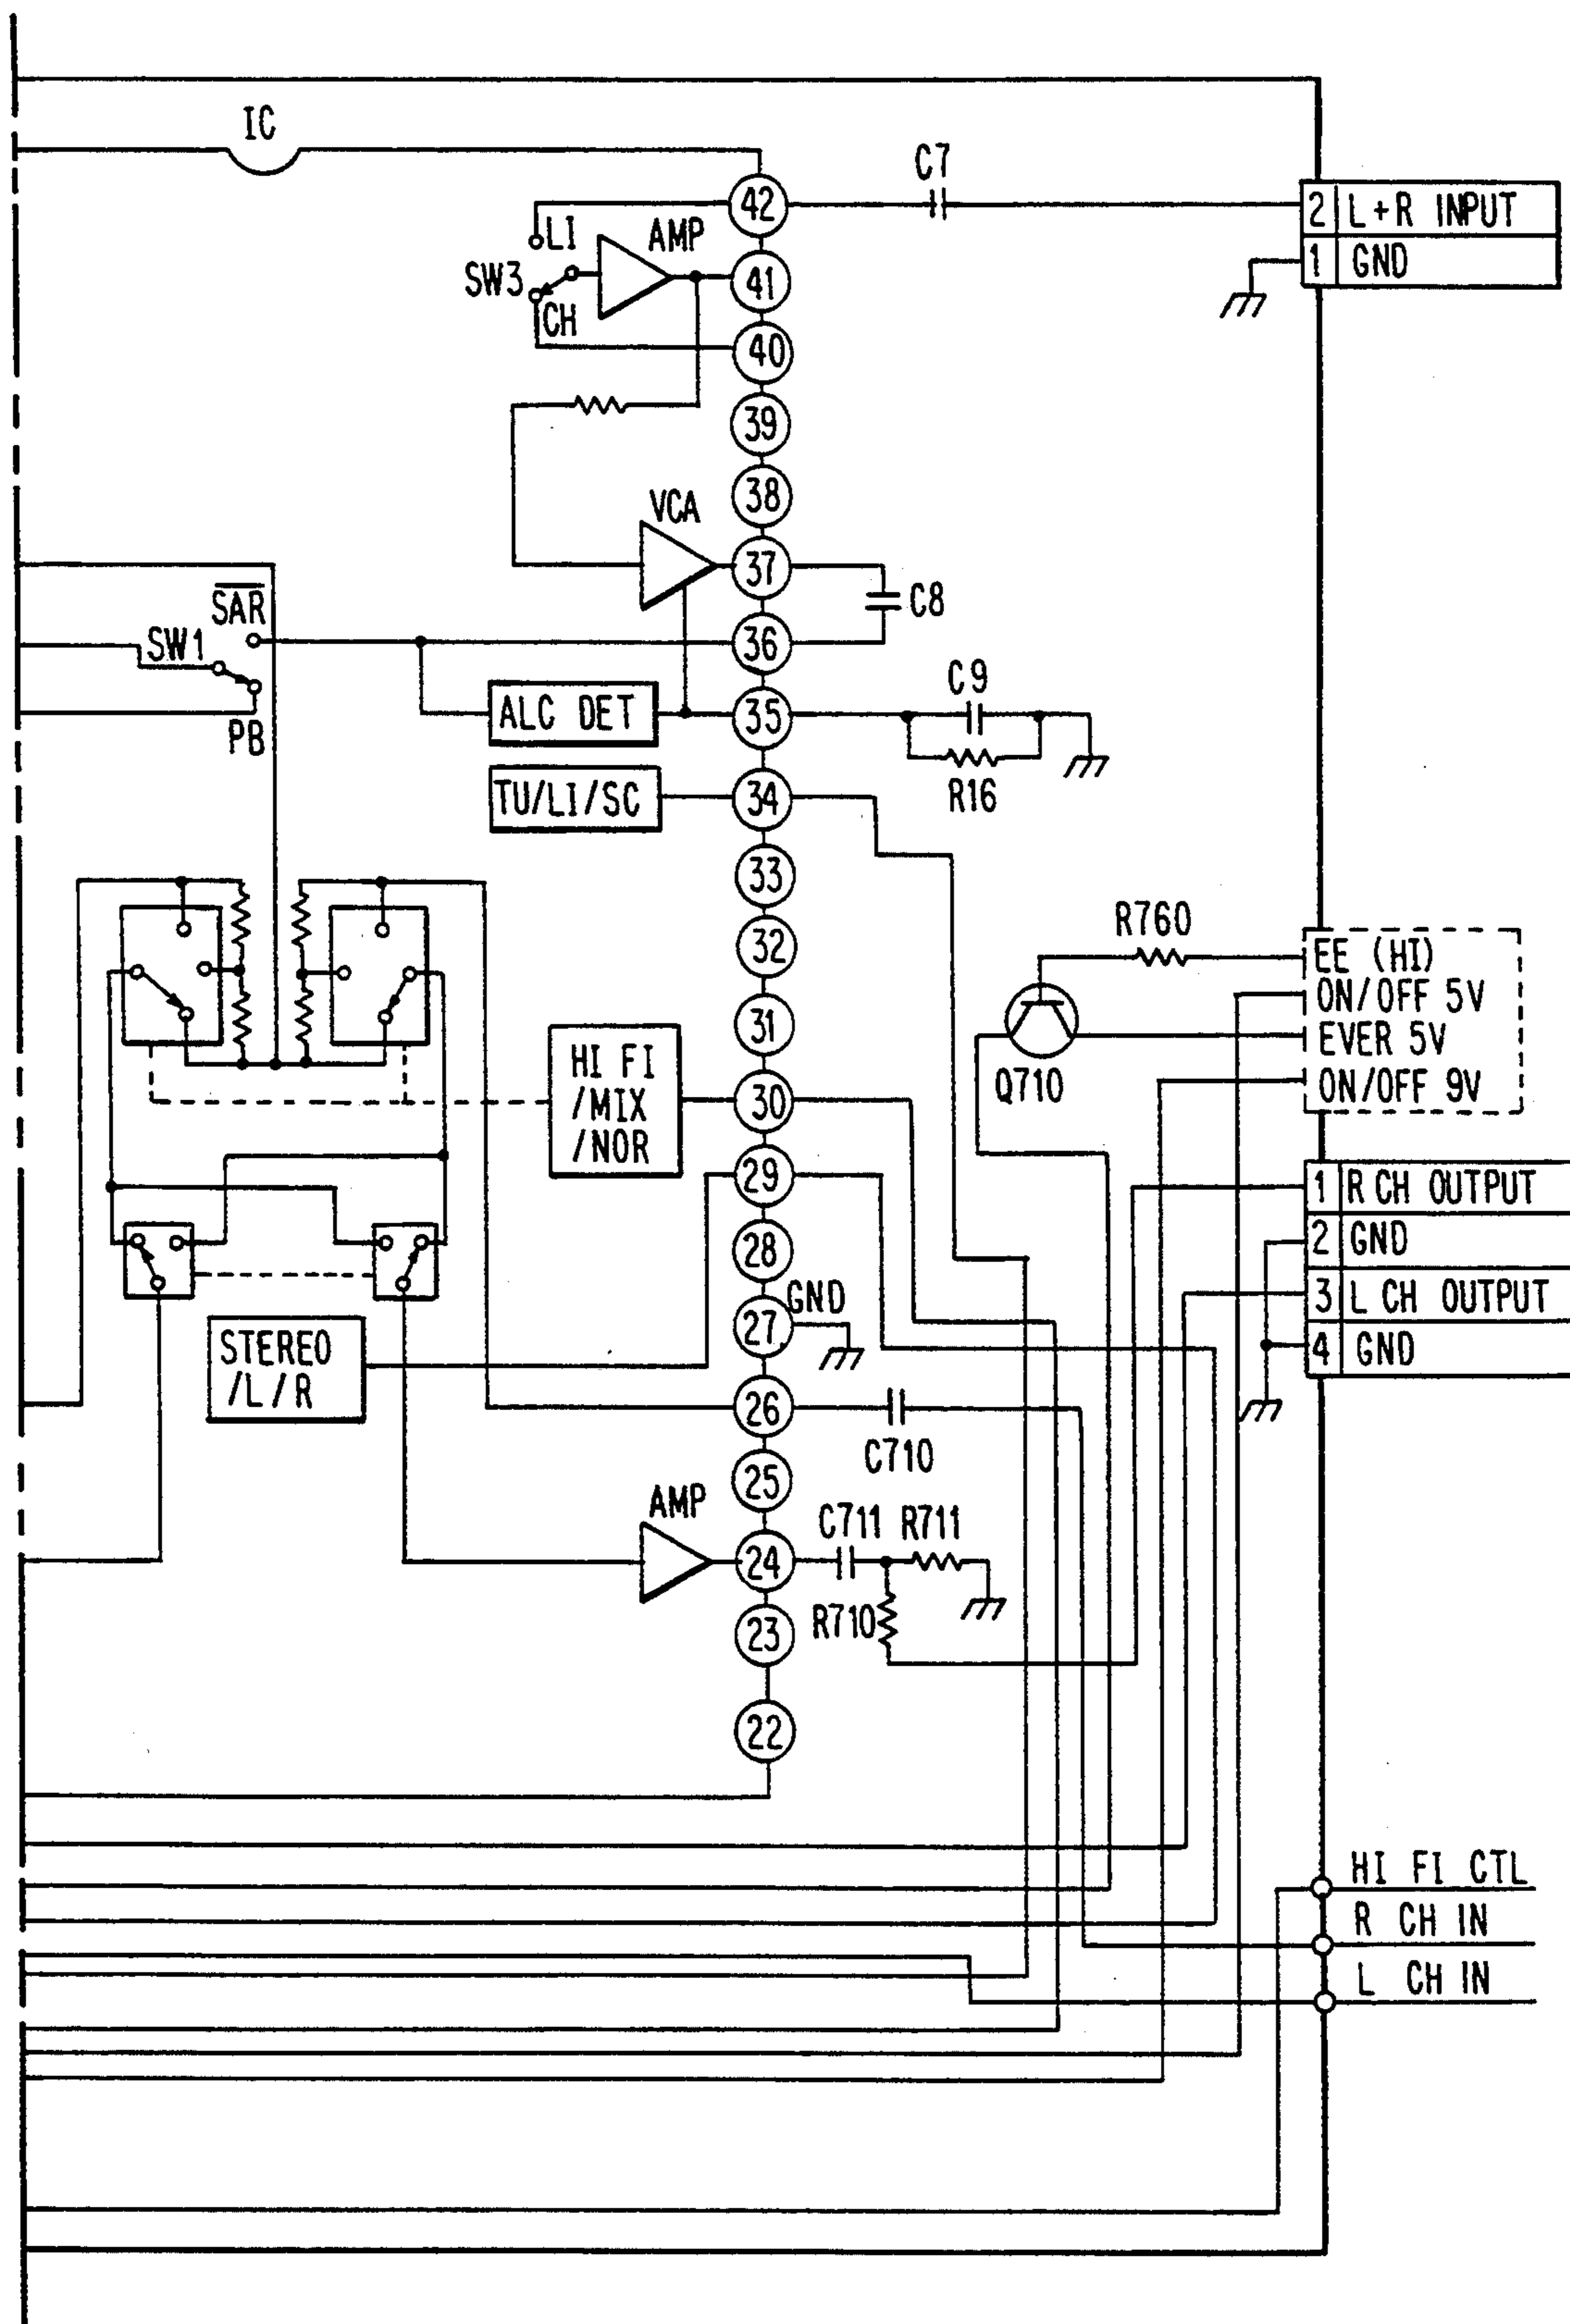 IC
C7
42
2 L+R INPUT
LI
AMP
SW3
41
1 GND
CH
40
39
38
VCA
37
C8
SAR
36
SW1
C9
ALC DET
35
PB
TU/LI/SC
34
R16
33
R760
32
EE (HI)
ON/OFF 5V
31
EVER 5V
HI FI
/MIX
/NOR
30
Q710
ON/OFF 9V
29
1 R CH OUTPUT
28
2 GND
GND
3 L CH OUTPUT
27
STEREO
/L/R
4 GND
26
C710
25
AMP
C711 R711
24
R710
23
22
HI FI CTL
R CH IN
L CH IN